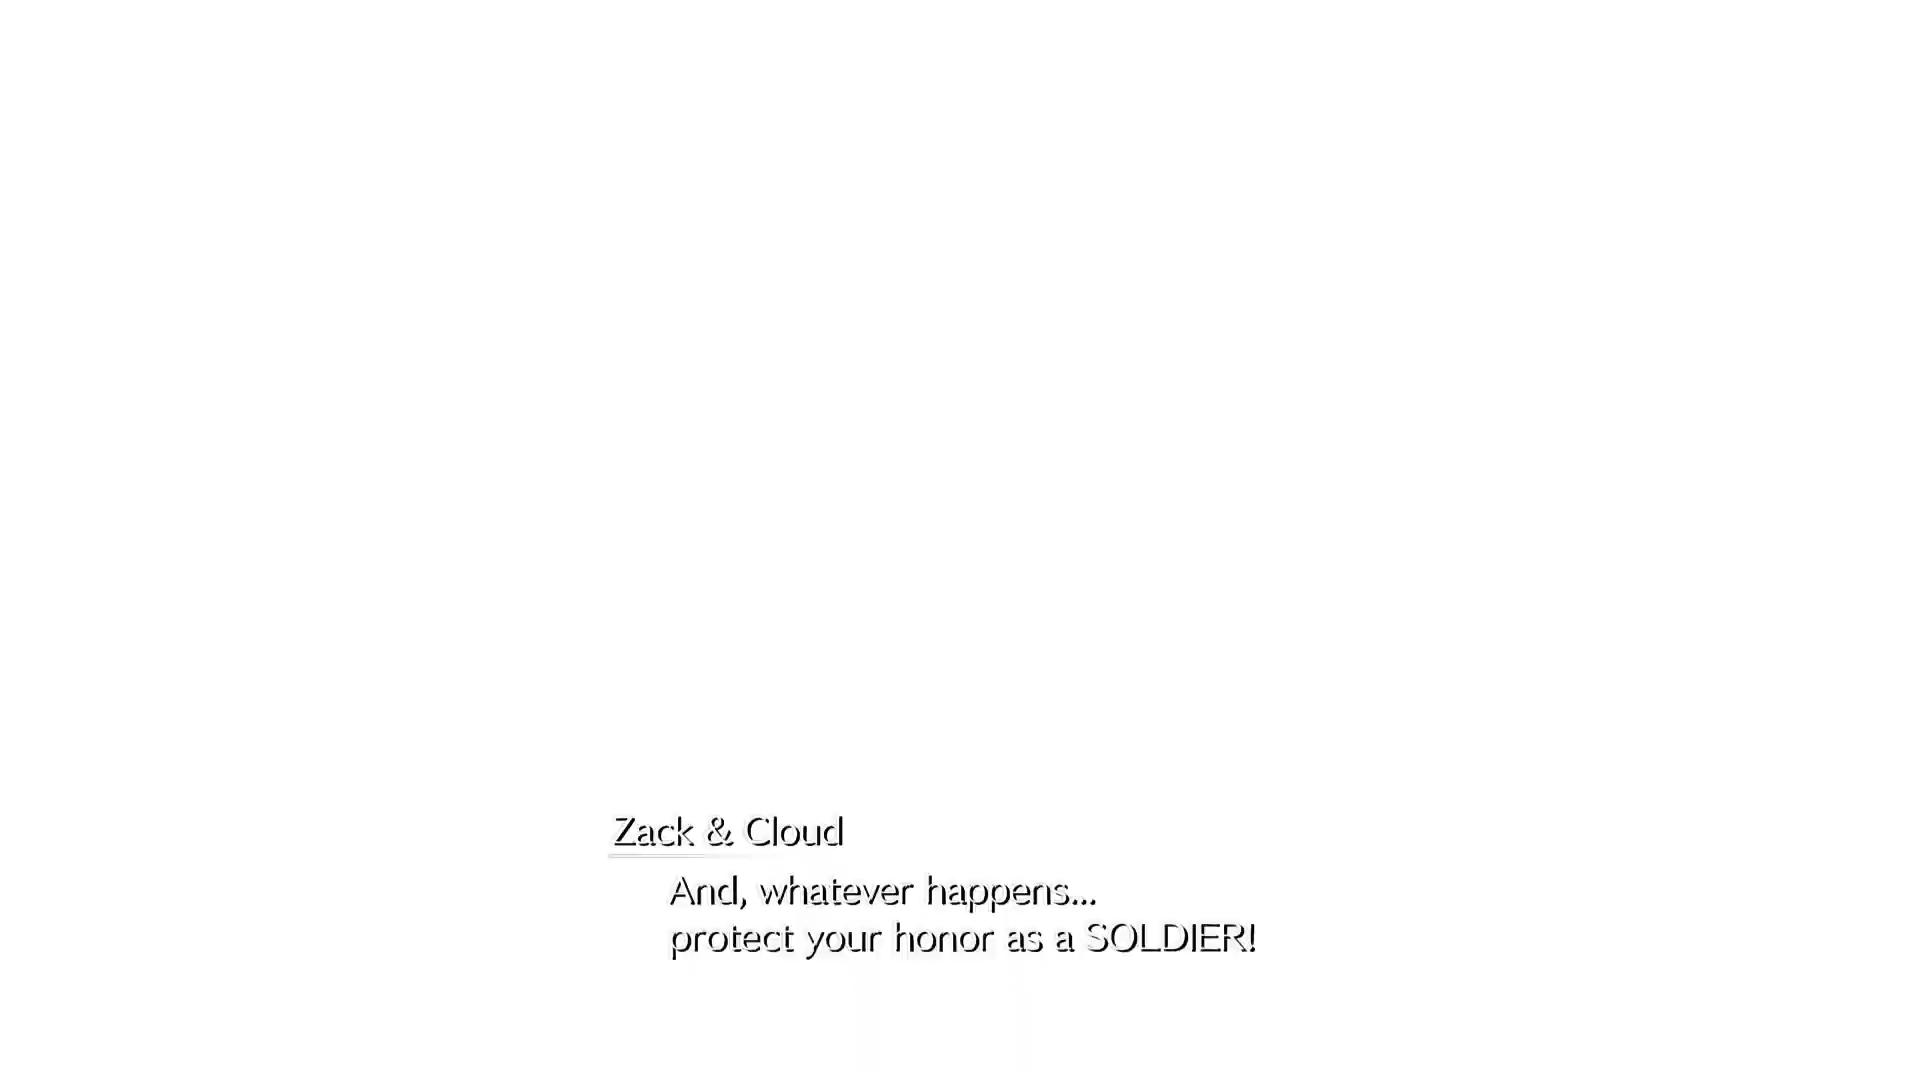 Zack & Cloud
And, whatever happens...
protect your honor as a SOLDIER!